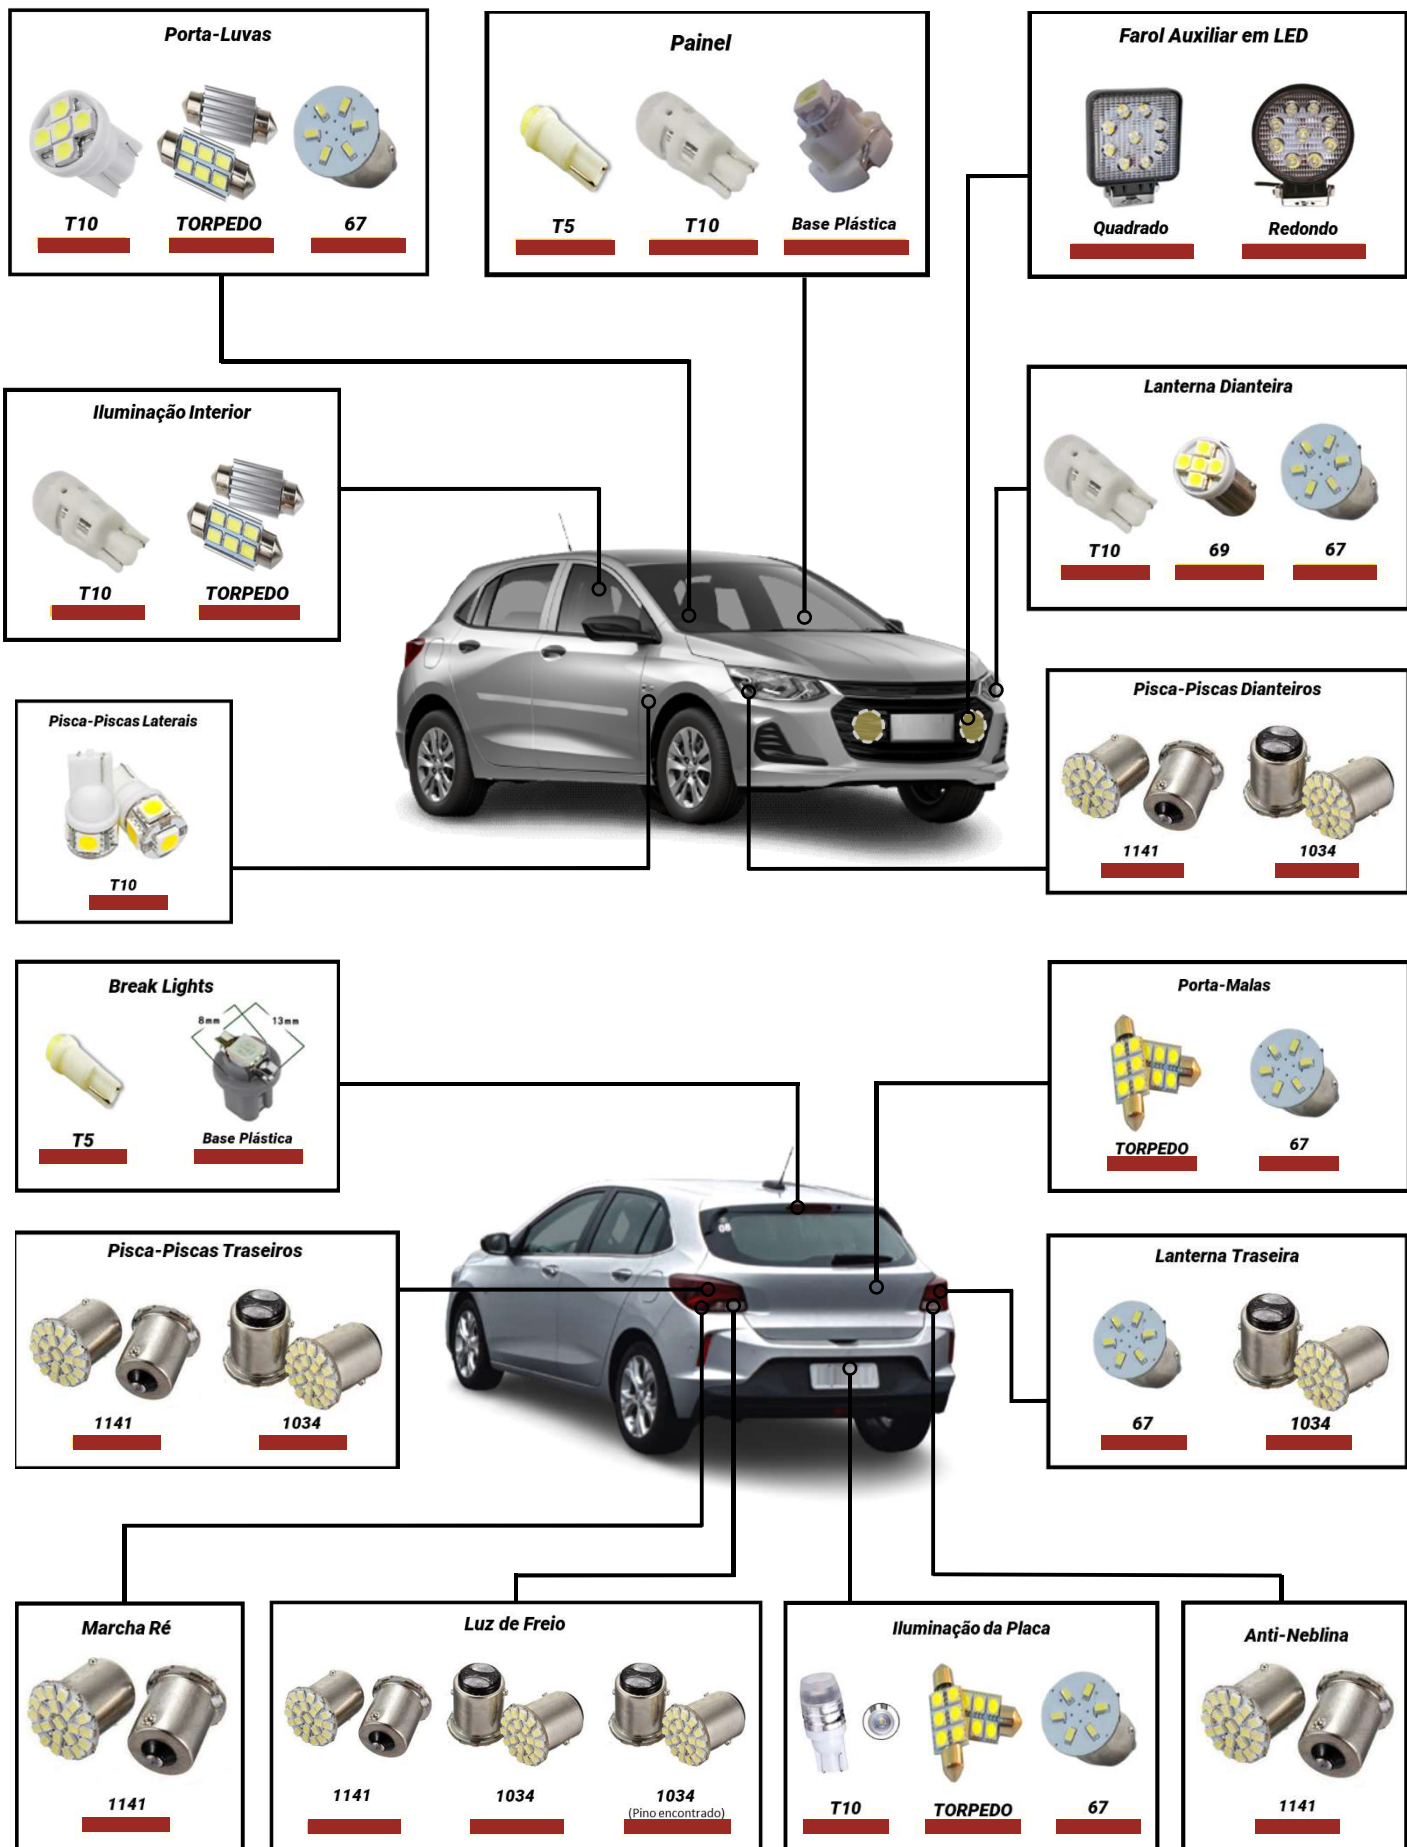 Porta-Luvas
T10
TORPEDO
67
Painel
T5
T10
Base Plástica
Farol Auxiliar em LED
Quadrado
Redondo
Iluminação Interior
T10
TORPEDO
Lanterna Dianteira
T10
69
67
Pisca-Piscas Laterais
T10
Pisca-Piscas Dianteiros
1141
1034
Break Lights
8mm
13mm
T5
Base Plástica
Porta-Malas
TORPEDO
67
Pisca-Piscas Traseiros
1141
1034
Lanterna Traseira
67
1034
Marcha Ré
1141
Luz de Freio
1141
1034
1034
(Pino encontrado)
Iluminação da Placa
T10
TORPEDO
67
Anti-Neblina
1141